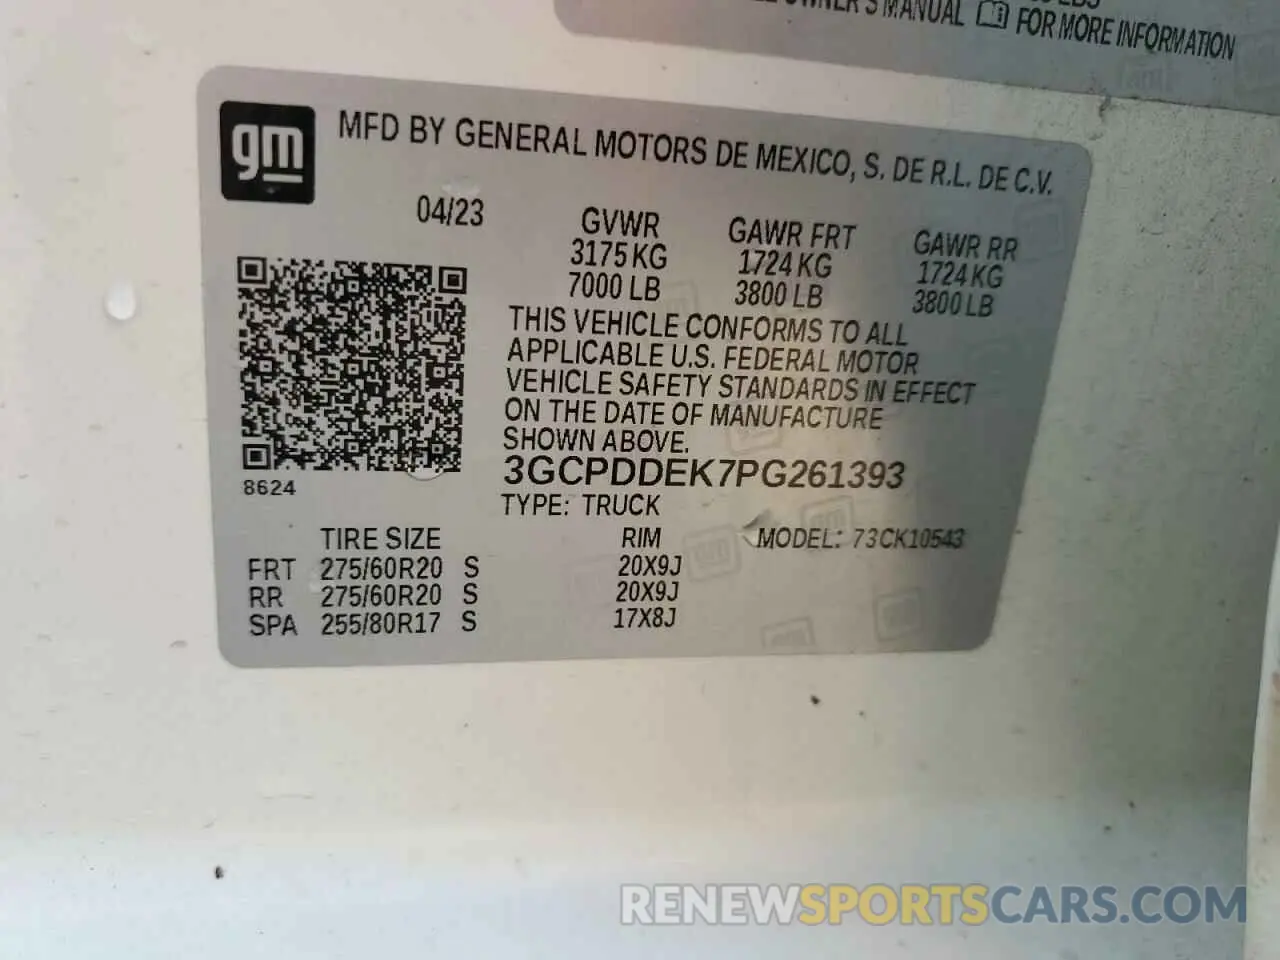 OWNER'S MANUAL FOR MORE INFORMATION
gm
MFD BY GENERAL MOTORS DE MEXICO, S. DE R.L. DE C.V.
04/23
GVWR GAWR FRT GAWR RR
3175 KG 1724 KG 1724 KG
7000 LB 3800 LB 3800 LB
THIS VEHICLE CONFORMS TO ALL
APPLICABLE U.S. FEDERAL MOTOR
VEHICLE SAFETY STANDARDS IN EFFECT
ON THE DATE OF MANUFACTURE
SHOWN ABOVE.
8624
3GCPDDEK7PG261393
TYPE: TRUCK
TIRE SIZE RIM MODEL: 73CK10543
FRT 275/60R20 S 20X9J
RR 275/60R20 S 20X9J
SPA 255/80R17 S 17X8J
RENEWSPORTSCARS.COM